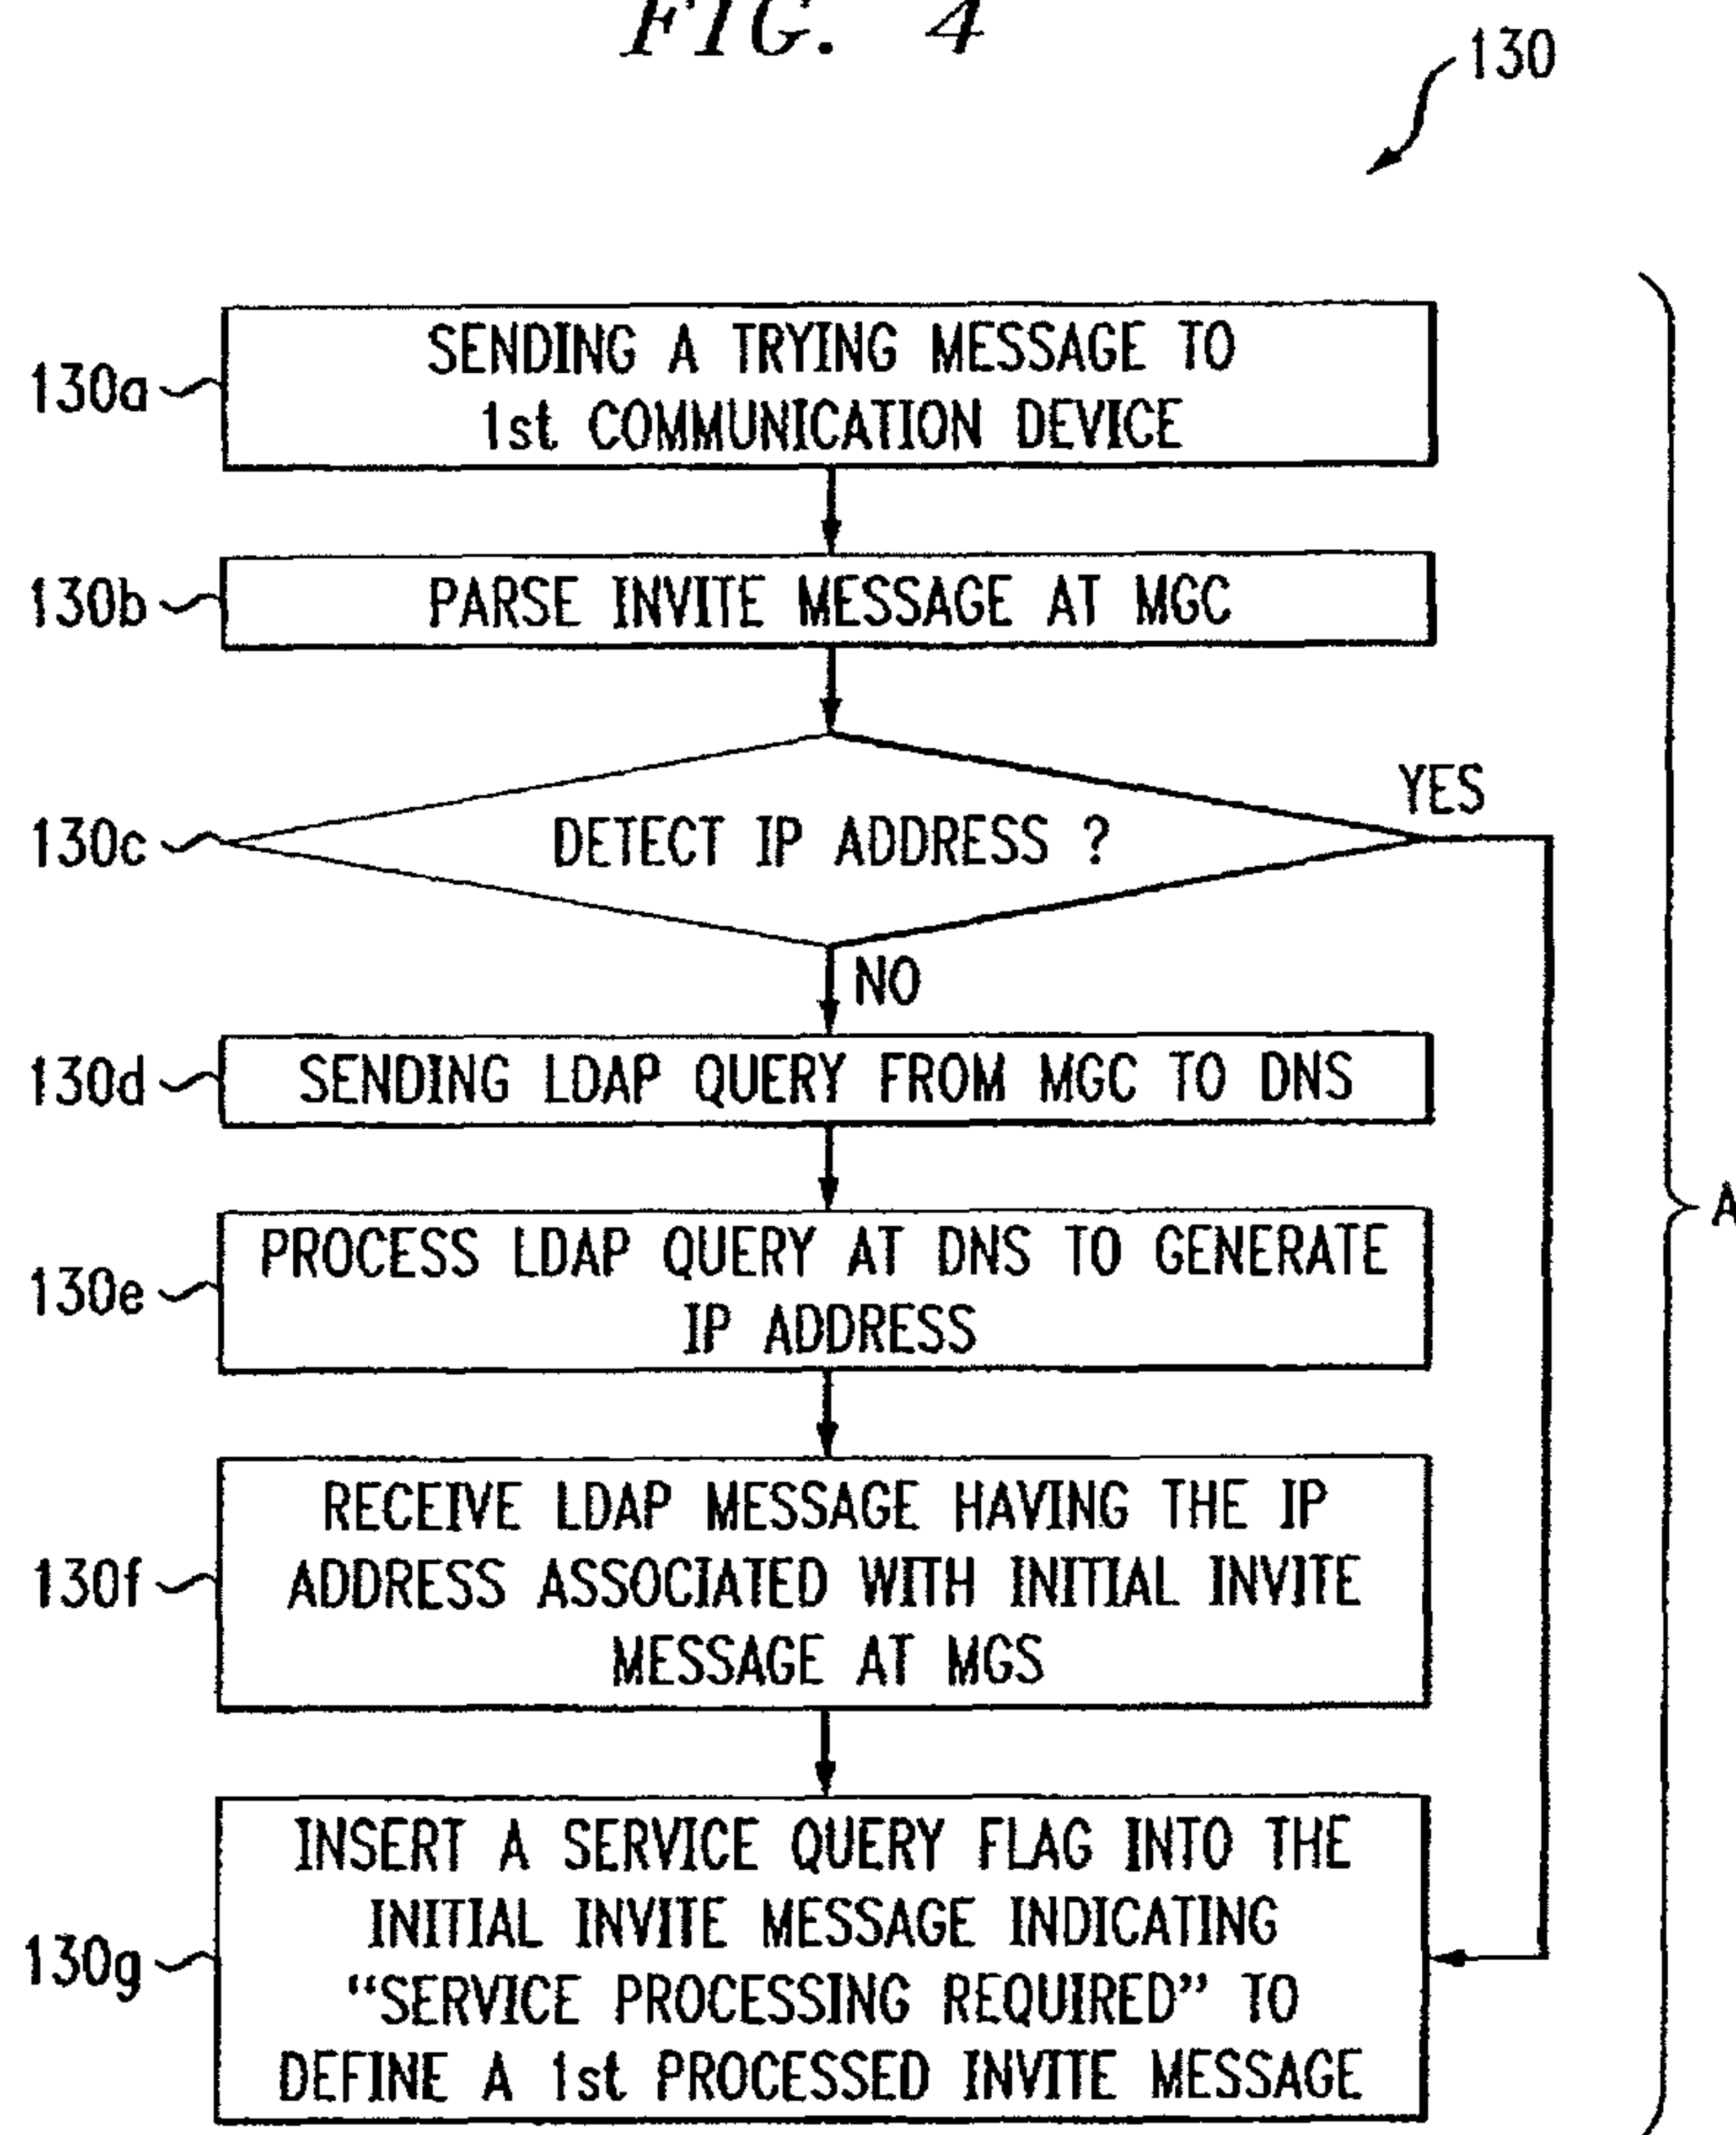 FIG. 4
130
130a
SENDING A TRYING MESSAGE TO
1st COMMUNICATION DEVICE
130b
PARSE INVITE MESSAGE AT MGC
130c
DETECT IP ADDRESS ?
YES
NO
130d
SENDING LDAP QUERY FROM MGC TO DNS
130e
PROCESS LDAP QUERY AT DNS TO GENERATE
IP ADDRESS
A
130f
RECEIVE LDAP MESSAGE HAVING THE IP
ADDRESS ASSOCIATED WITH INITIAL INVITE
MESSAGE AT MGS
130g
INSERT A SERVICE QUERY FLAG INTO THE
INITIAL INVITE MESSAGE INDICATING
“SERVICE PROCESSING REQUIRED” TO
DEFINE A 1st PROCESSED INVITE MESSAGE